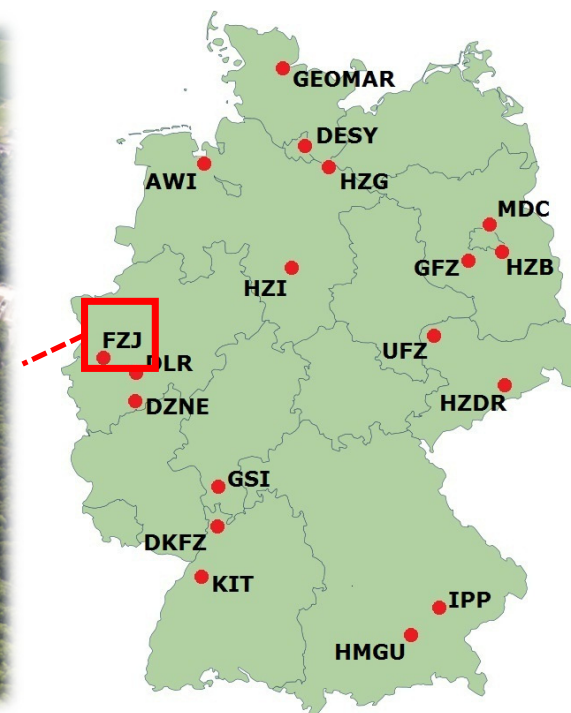 GEOMAR
DESY
AWI
HZG
MDC
GFZ
HZB
HZI
FZJ
UFZ
DLR
HZDR
DZNE
GSI
DKFZ
KIT
IPP
HMGU